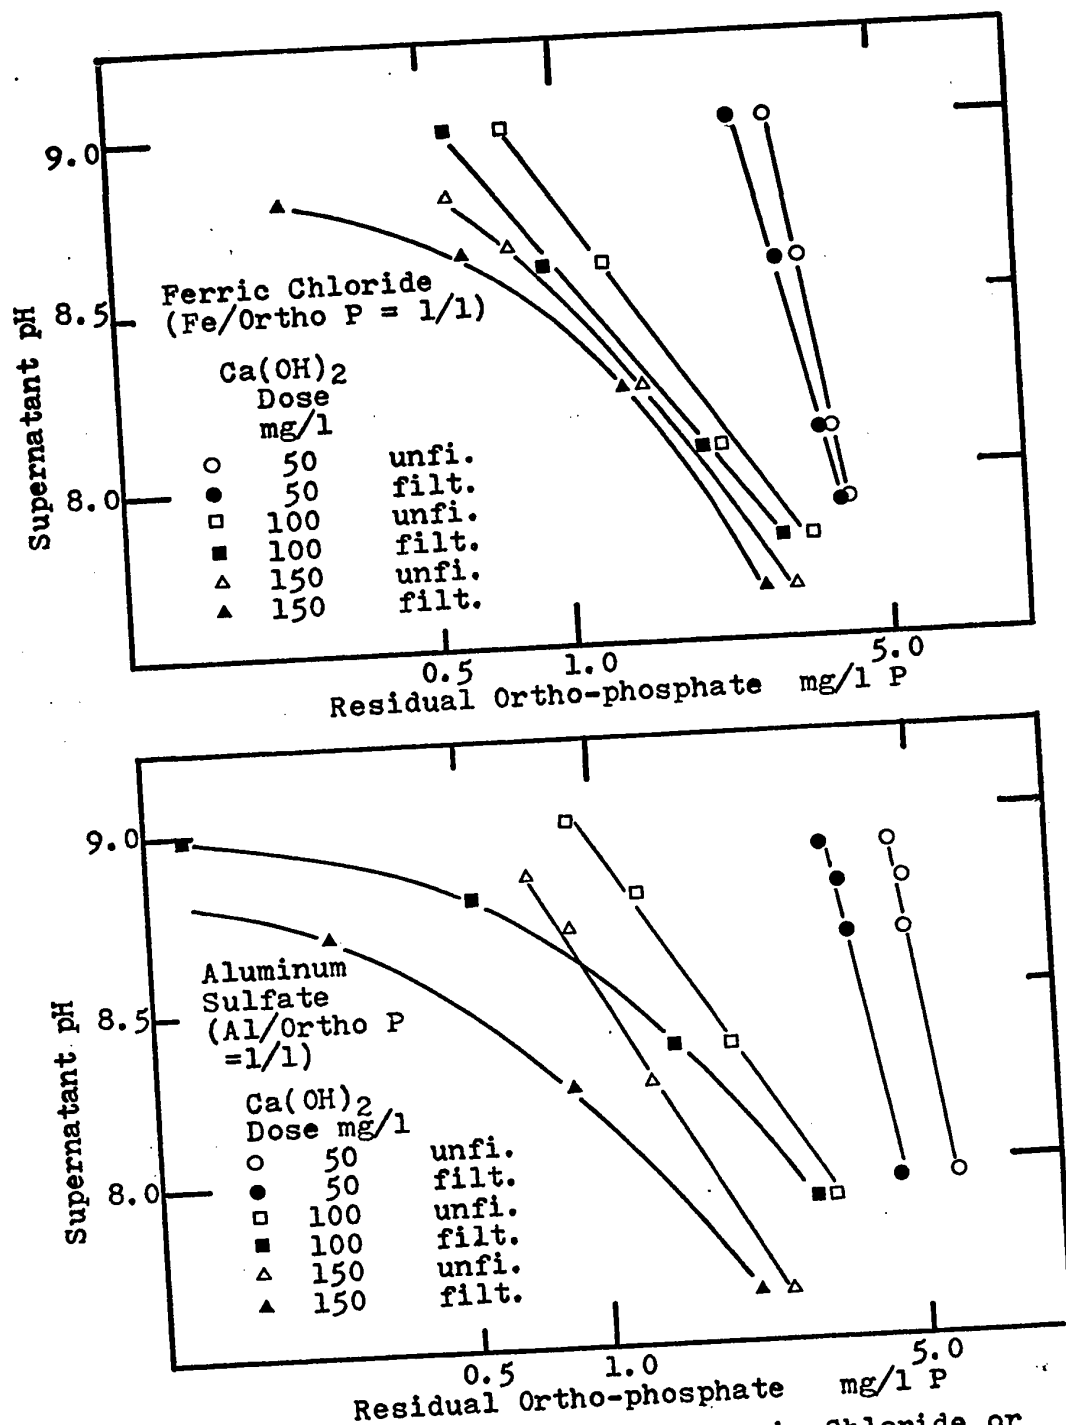 9.0
8.5
8.0
Supernatant pH
Ferric Chloride
(Fe/Ortho P = 1/1)
Ca(OH)2
Dose
mg/l
50 unfi.
50 filt.
100 unfi.
100 filt.
150 unfi.
150 filt.
0.5 1.0 5.0
Residual Ortho-phosphate mg/l P
9.0
8.5
8.0
Supernatant pH
Aluminum
Sulfate
(Al/Ortho P
=1/1)
Ca(OH)2
Dose mg/l
50 unfi.
50 filt.
100 unfi.
100 filt.
150 unfi.
150 filt.
0.5 1.0 5.0
Residual Ortho-phosphate mg/l P
Chloride or